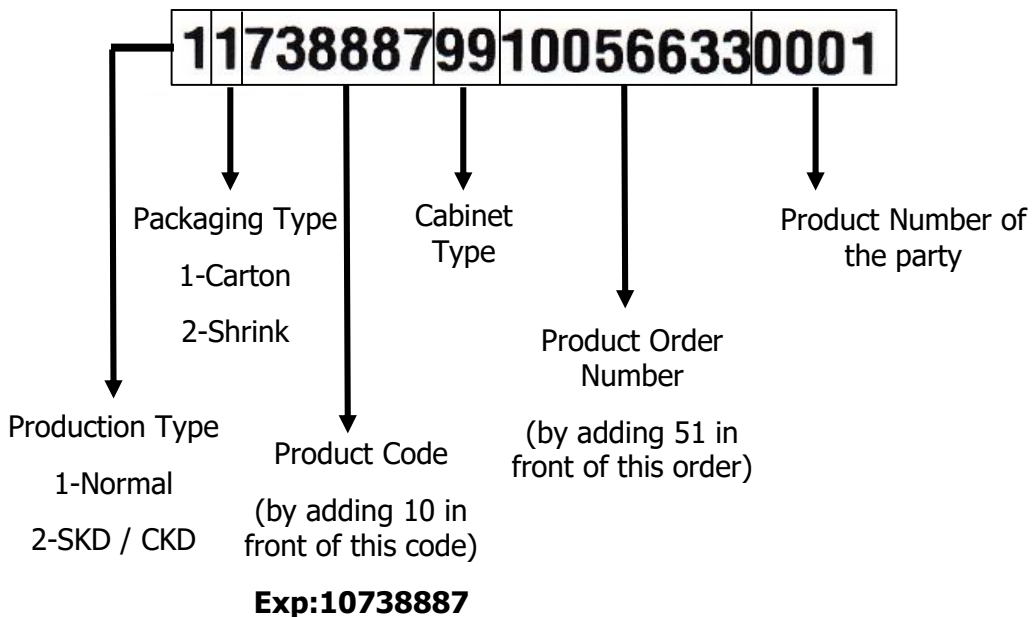 11738887991005663300001
Packaging Type
1-Carton
2-Shrink
Cabinet
Type
Product Number of
the party
Product Order
Number
(by adding 51 in
front of this order)
Production Type
1-Normal
2-SKD / CKD
Product Code
(by adding 10 in
front of this code)
Exp:10738887